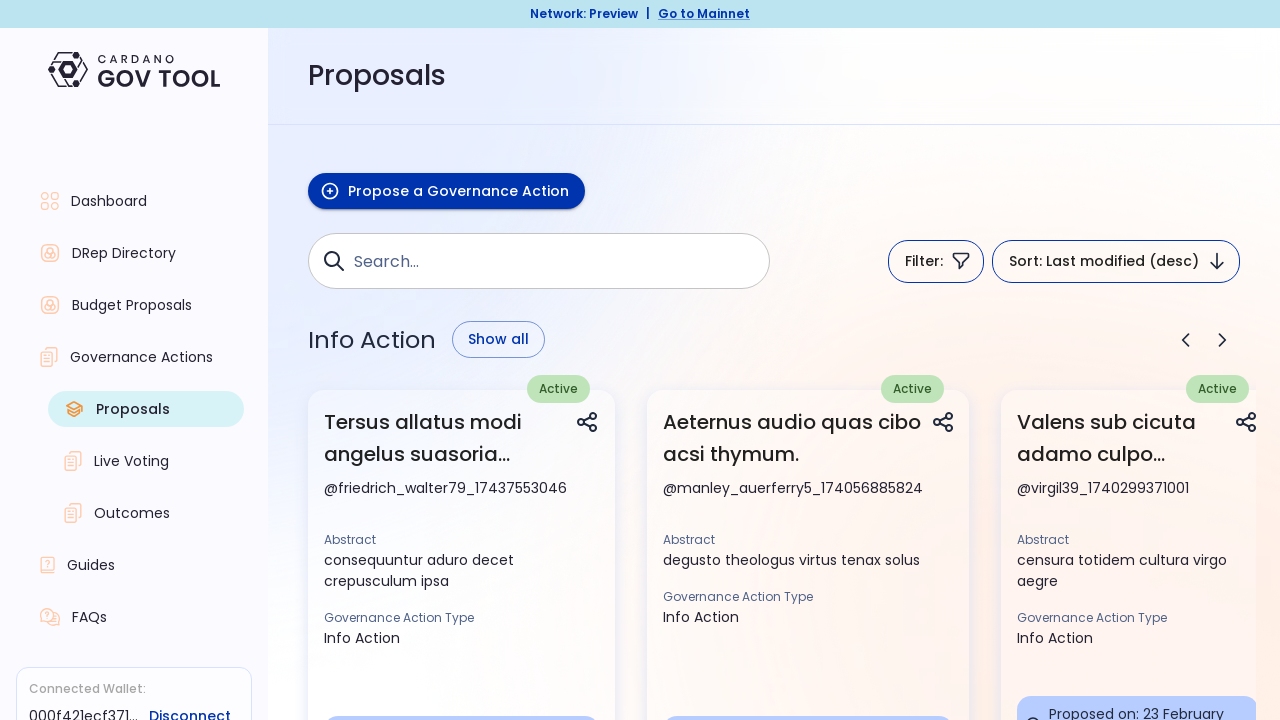 Network: Preview | Go to Mainnet
CARDANO
GOV TOOL
Proposals
Dashboard
DRep Directory
Budget Proposals
Governance Actions
Proposals
Live Voting
Outcomes
Guides
FAQs
Connected Wallet:
000f421ecf371... Disconnect
Propose a Governance Action
Search...
Filter:
Sort: Last modified (desc)
Info Action
Show all
Active
Tersus allatus modi
angelus suasoria...
@friedrich_walter79_17437553046
Abstract
consequuntur aduro decet
crepusculum ipsa
Governance Action Type
Info Action
Active
Aeternus audio quas cibo
acsi thymum.
@manley_auerferry5_174056885824
Abstract
degusto theologus virtus tenax solus
Governance Action Type
Info Action
Active
Valens sub cicuta
adamo culpo...
@virgil39_1740299371001
Abstract
censura totidem cultura virgo
aegre
Governance Action Type
Info Action
Proposed on: 23 February